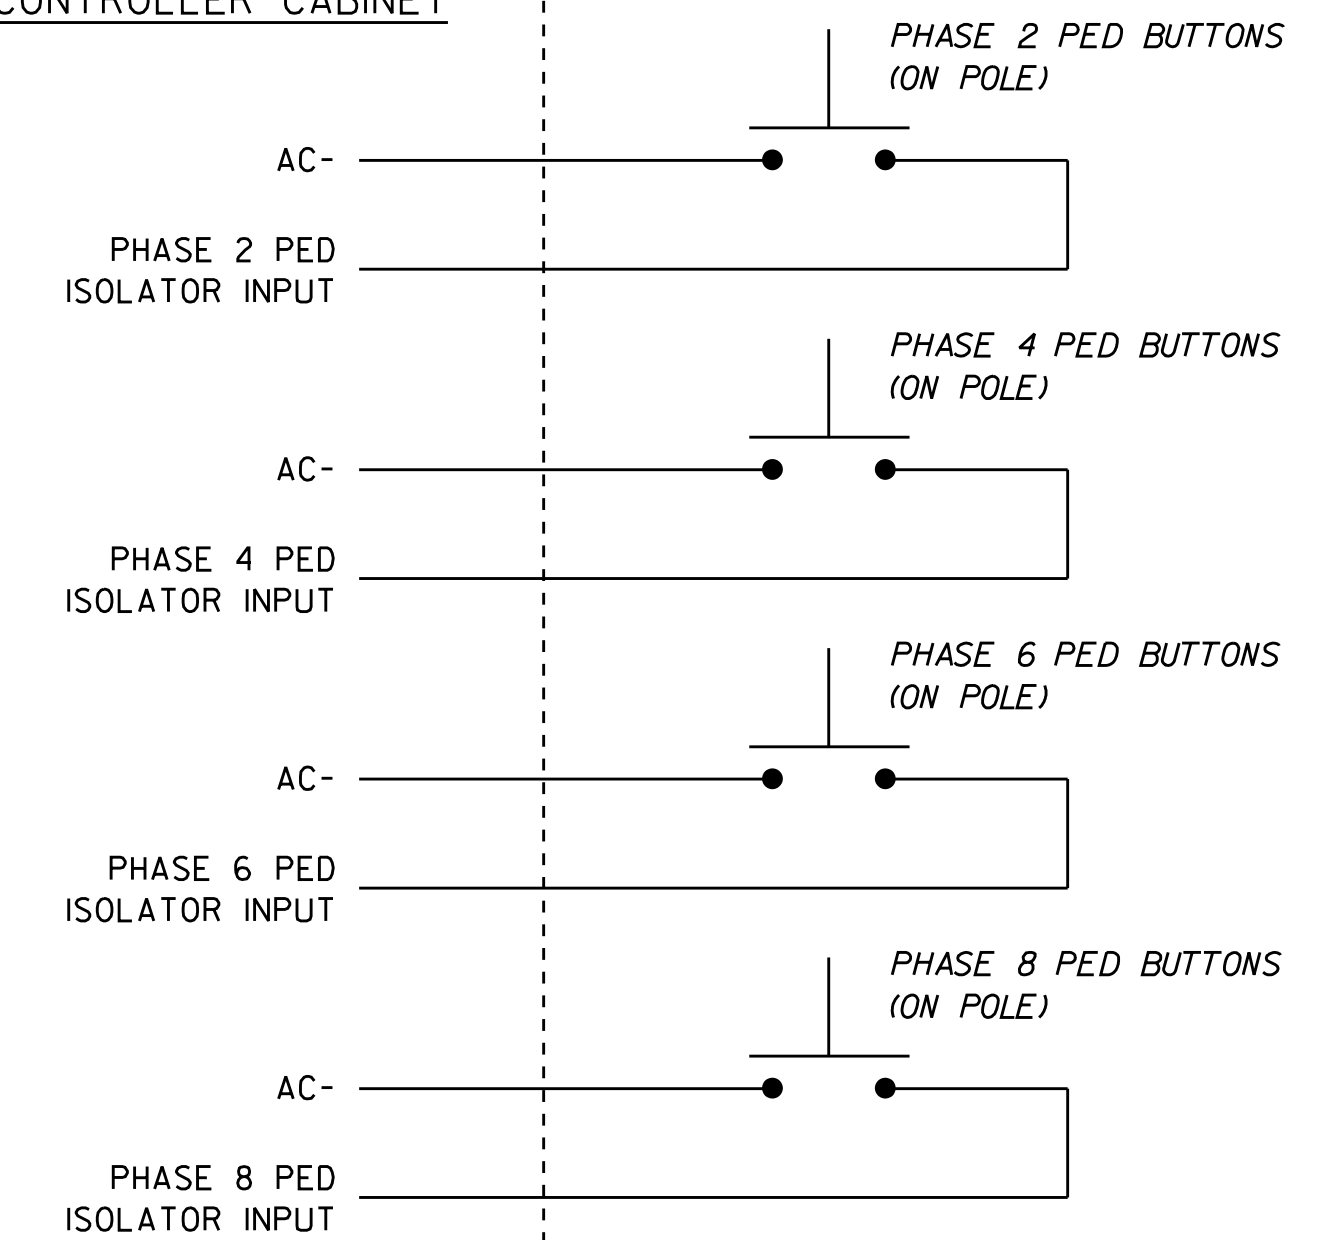 CONTROLLER CABINET
PHASE 2 PED BUTTONS
(ON POLE)
AC-
PHASE 2 PED
ISOLATOR INPUT
PHASE 4 PED BUTTONS
(ON POLE)
AC-
PHASE 4 PED
ISOLATOR INPUT
PHASE 6 PED BUTTONS
(ON POLE)
AC-
PHASE 6 PED
ISOLATOR INPUT
PHASE 8 PED BUTTONS
(ON POLE)
AC-
PHASE 8 PED
ISOLATOR INPUT